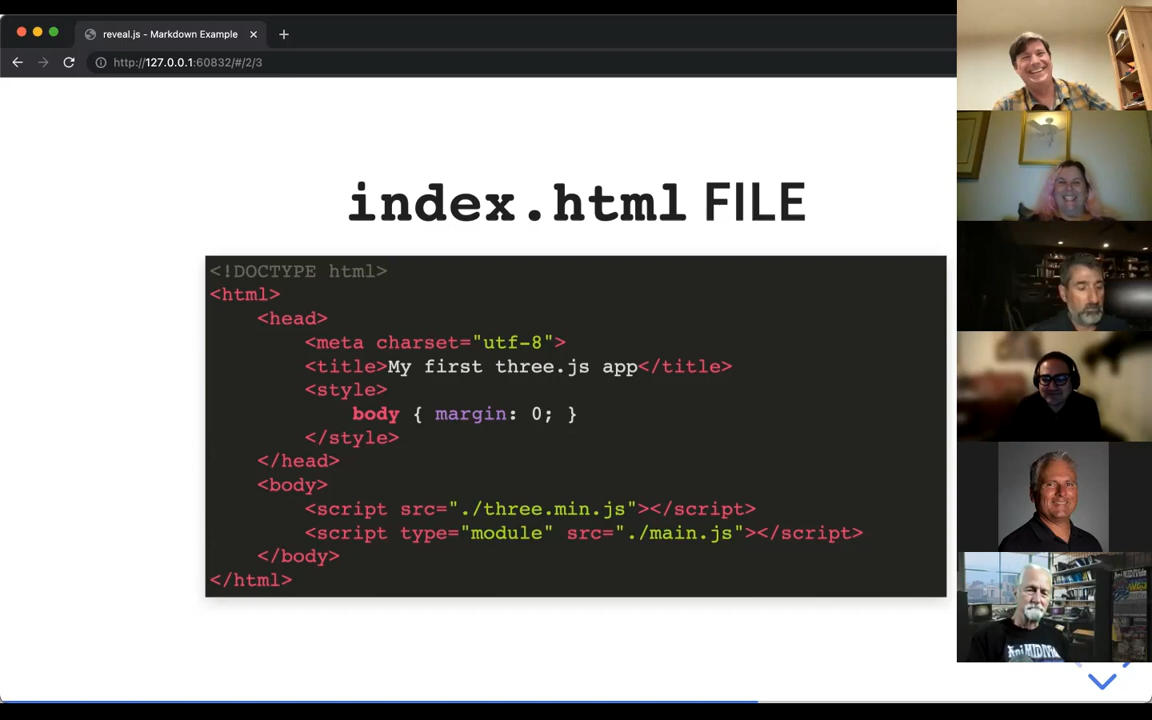 reveal.js - Markdown Example
http://127.0.0.1:60832/#/2/3
index.html FILE
<!DOCTYPE html>
<html>
    <head>
        <meta charset="utf-8">
        <title>My first three.js app</title>
        <style>
            body { margin: 0; }
        </style>
    </head>
    <body>
        <script src="./three.min.js"></script>
        <script type="module" src="./main.js"></script>
    </body>
</html>